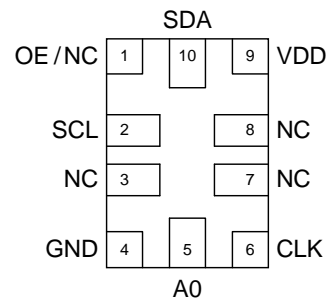 SDA
OE/NC 1 10 9 VDD
SCL 2 8 NC
NC 3 7 NC
GND 4 5 6 CLK
A0